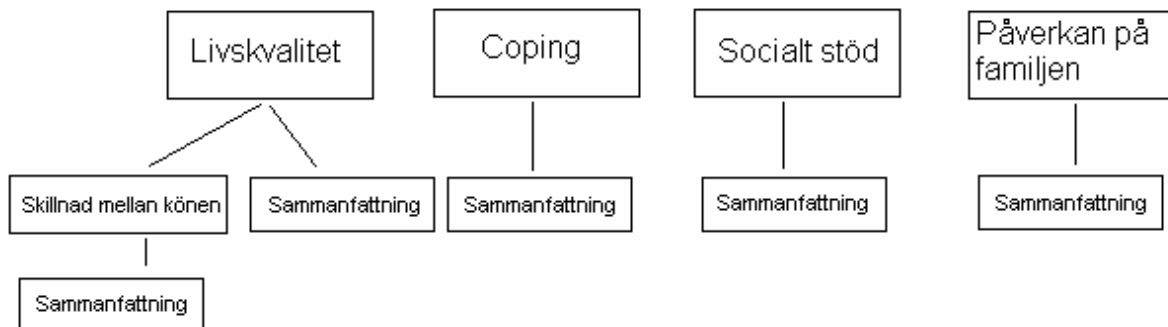 Livskvalitet
Coping
Socialt stöd
Påverkan på
familjen
Skillnad mellan könen
Sammanfattning
Sammanfattning
Sammanfattning
Sammanfattning
Sammanfattning